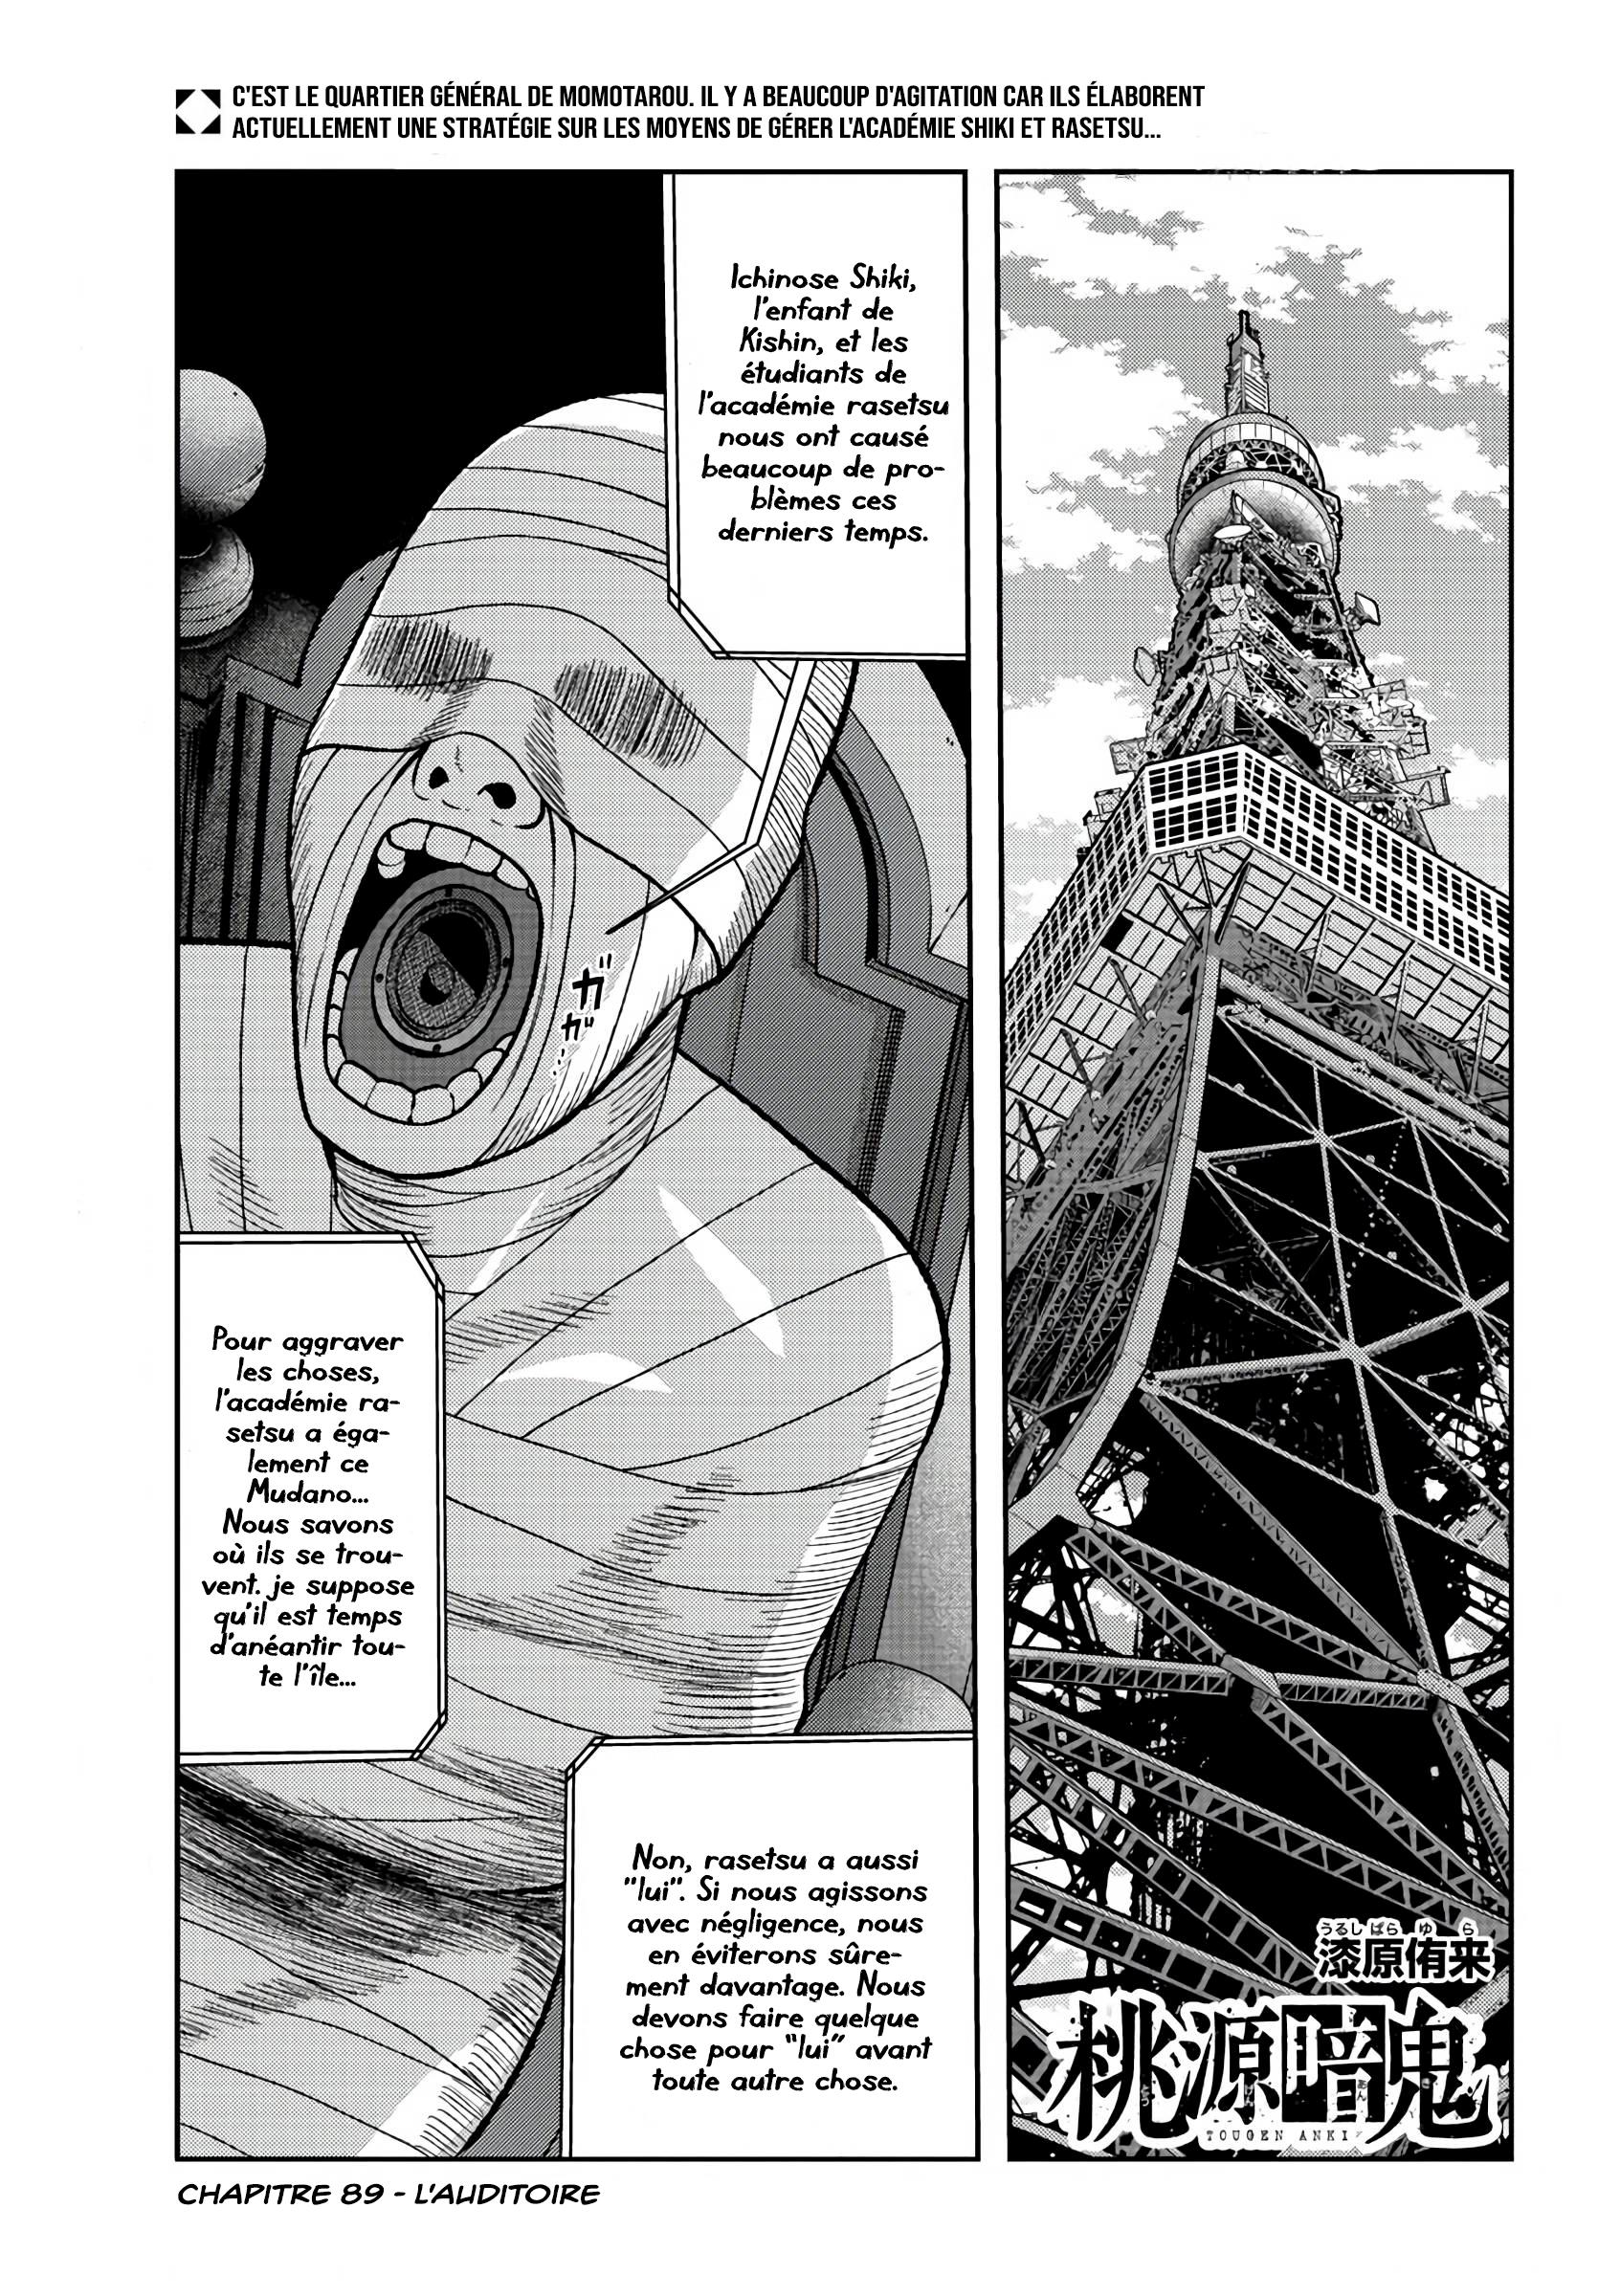 C'EST LE QUARTIER GÉNÉRAL DE MOMOTAROU. IL Y A BEAUCOUP D'AGITATION CAR ILS ÉLABORENT
ACTUELLEMENT UNE STRATÉGIE SUR LES MOYENS DE GÉRER L'ACADÉMIE SHIKI ET RASETSU...
うるしばら ゆ ら
漆原侑来
桃源暗鬼
TOUGEN ANKI
Ichinose Shiki,
l'enfant de
Kishin, et les
étudiants de
l'académie rasetsu
nous ont causé
beaucoup de pro-
blèmes ces
derniers temps.
ガガ…
Pour aggraver
les choses,
l'académie ra-
setsu a éga-
lement ce
Mudano...
Nous savons
où ils se trou-
vent. je suppose
qu'il est temps
d'anéantir tou-
te l'île...
Non, rasetsu a aussi
"lui". Si nous agissons
avec négligence, nous
en éviterons sûre-
ment davantage. Nous
devons faire quelque
chose pour "lui" avant
toute autre chose.
CHAPITRE 89 - L'AUDITOIRE